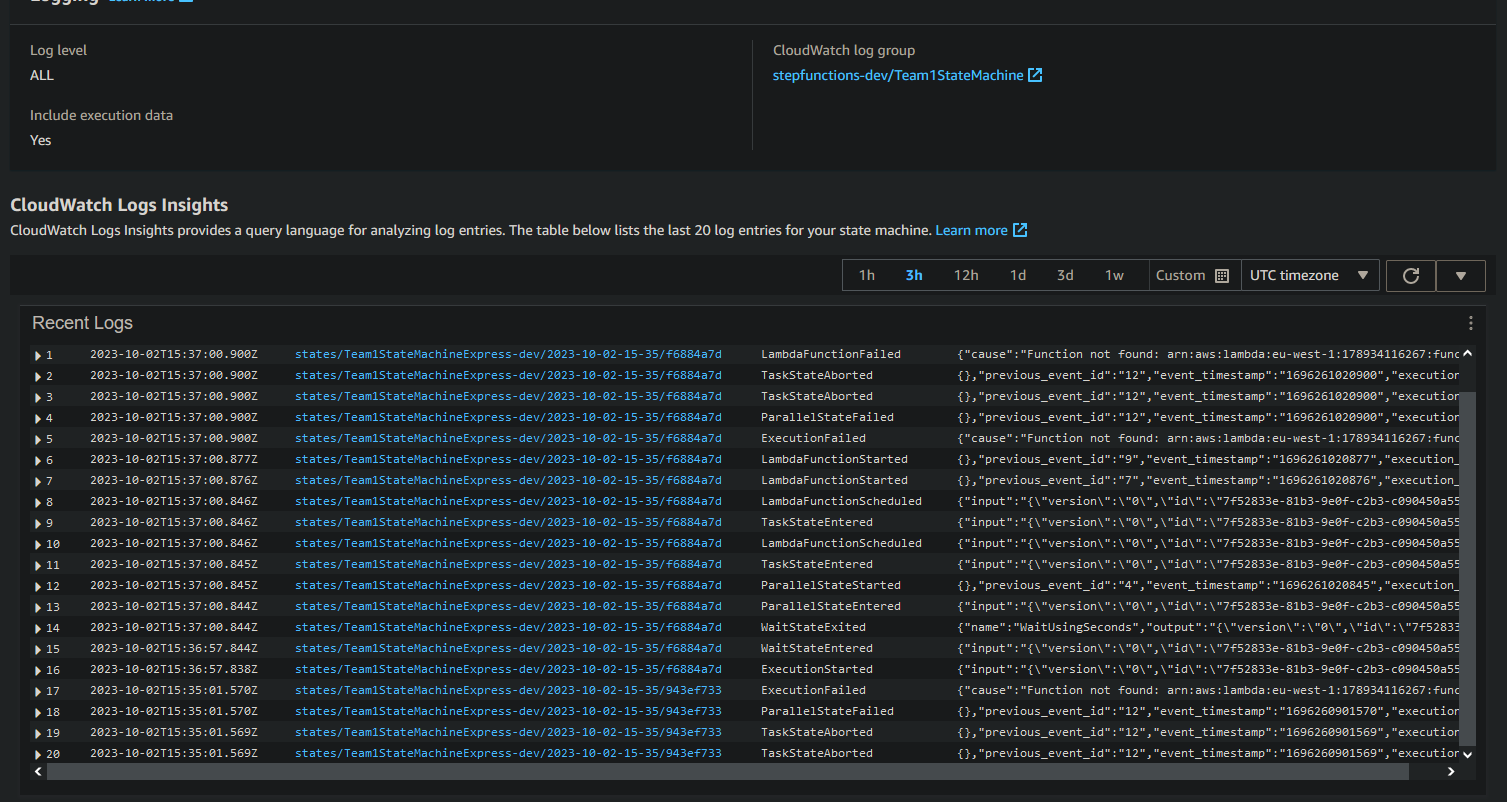 Logging Learn more
Log level
ALL
Include execution data
Yes
CloudWatch log group
stepfunctions-dev/Team1StateMachine
CloudWatch Logs Insights
CloudWatch Logs Insights provides a query language for analyzing log entries. The table below lists the last 20 log entries for your state machine. Learn more
1h 3h 12h 1d 3d 1w Custom UTC timezone
Recent Logs
1 2023-10-02T15:37:00.900Z states/Team1StateMachineExpress-dev/2023-10-02-15-35/f6884a7d LambdaFunctionFailed {"cause":"Function not found: arn:aws:lambda:eu-west-1:178934116267:func
2 2023-10-02T15:37:00.900Z states/Team1StateMachineExpress-dev/2023-10-02-15-35/f6884a7d TaskStateAborted {},"previous_event_id":"12","event_timestamp":"1696261020900","execution
3 2023-10-02T15:37:00.900Z states/Team1StateMachineExpress-dev/2023-10-02-15-35/f6884a7d TaskStateAborted {},"previous_event_id":"12","event_timestamp":"1696261020900","execution
4 2023-10-02T15:37:00.900Z states/Team1StateMachineExpress-dev/2023-10-02-15-35/f6884a7d ParallelStateFailed {},"previous_event_id":"12","event_timestamp":"1696261020900","execution
5 2023-10-02T15:37:00.900Z states/Team1StateMachineExpress-dev/2023-10-02-15-35/f6884a7d ExecutionFailed {"cause":"Function not found: arn:aws:lambda:eu-west-1:178934116267:func
6 2023-10-02T15:37:00.877Z states/Team1StateMachineExpress-dev/2023-10-02-15-35/f6884a7d LambdaFunctionStarted {},"previous_event_id":"9","event_timestamp":"1696261020877","execution_
7 2023-10-02T15:37:00.876Z states/Team1StateMachineExpress-dev/2023-10-02-15-35/f6884a7d LambdaFunctionStarted {},"previous_event_id":"7","event_timestamp":"1696261020876","execution_
8 2023-10-02T15:37:00.846Z states/Team1StateMachineExpress-dev/2023-10-02-15-35/f6884a7d LambdaFunctionScheduled {"input":"{\"version\":\"0\",\"id\":\"7f52833e-81b3-9e0f-c2b3-c090450a55
9 2023-10-02T15:37:00.846Z states/Team1StateMachineExpress-dev/2023-10-02-15-35/f6884a7d TaskStateEntered {"input":"{\"version\":\"0\",\"id\":\"7f52833e-81b3-9e0f-c2b3-c090450a55
10 2023-10-02T15:37:00.846Z states/Team1StateMachineExpress-dev/2023-10-02-15-35/f6884a7d LambdaFunctionScheduled {"input":"{\"version\":\"0\",\"id\":\"7f52833e-81b3-9e0f-c2b3-c090450a55
11 2023-10-02T15:37:00.845Z states/Team1StateMachineExpress-dev/2023-10-02-15-35/f6884a7d TaskStateEntered {"input":"{\"version\":\"0\",\"id\":\"7f52833e-81b3-9e0f-c2b3-c090450a55
12 2023-10-02T15:37:00.845Z states/Team1StateMachineExpress-dev/2023-10-02-15-35/f6884a7d ParallelStateStarted {},"previous_event_id":"4","event_timestamp":"1696261020845","execution_
13 2023-10-02T15:37:00.844Z states/Team1StateMachineExpress-dev/2023-10-02-15-35/f6884a7d ParallelStateEntered {"input":"{\"version\":\"0\",\"id\":\"7f52833e-81b3-9e0f-c2b3-c090450a55
14 2023-10-02T15:37:00.844Z states/Team1StateMachineExpress-dev/2023-10-02-15-35/f6884a7d WaitStateExited {"name":"WaitUsingSeconds","output":"{\"version\":\"0\",\"id\":\"7f52833
15 2023-10-02T15:36:57.844Z states/Team1StateMachineExpress-dev/2023-10-02-15-35/f6884a7d WaitStateEntered {"input":"{\"version\":\"0\",\"id\":\"7f52833e-81b3-9e0f-c2b3-c090450a55
16 2023-10-02T15:36:57.838Z states/Team1StateMachineExpress-dev/2023-10-02-15-35/f6884a7d ExecutionStarted {"input":"{\"version\":\"0\",\"id\":\"7f52833e-81b3-9e0f-c2b3-c090450a55
17 2023-10-02T15:35:01.570Z states/Team1StateMachineExpress-dev/2023-10-02-15-35/943ef733 ExecutionFailed {"cause":"Function not found: arn:aws:lambda:eu-west-1:178934116267:func
18 2023-10-02T15:35:01.570Z states/Team1StateMachineExpress-dev/2023-10-02-15-35/943ef733 ParallelStateFailed {},"previous_event_id":"12","event_timestamp":"1696260901570","execution
19 2023-10-02T15:35:01.569Z states/Team1StateMachineExpress-dev/2023-10-02-15-35/943ef733 TaskStateAborted {},"previous_event_id":"12","event_timestamp":"1696260901569","execution
20 2023-10-02T15:35:01.569Z states/Team1StateMachineExpress-dev/2023-10-02-15-35/943ef733 TaskStateAborted {},"previous_event_id":"12","event_timestamp":"1696260901569","execution